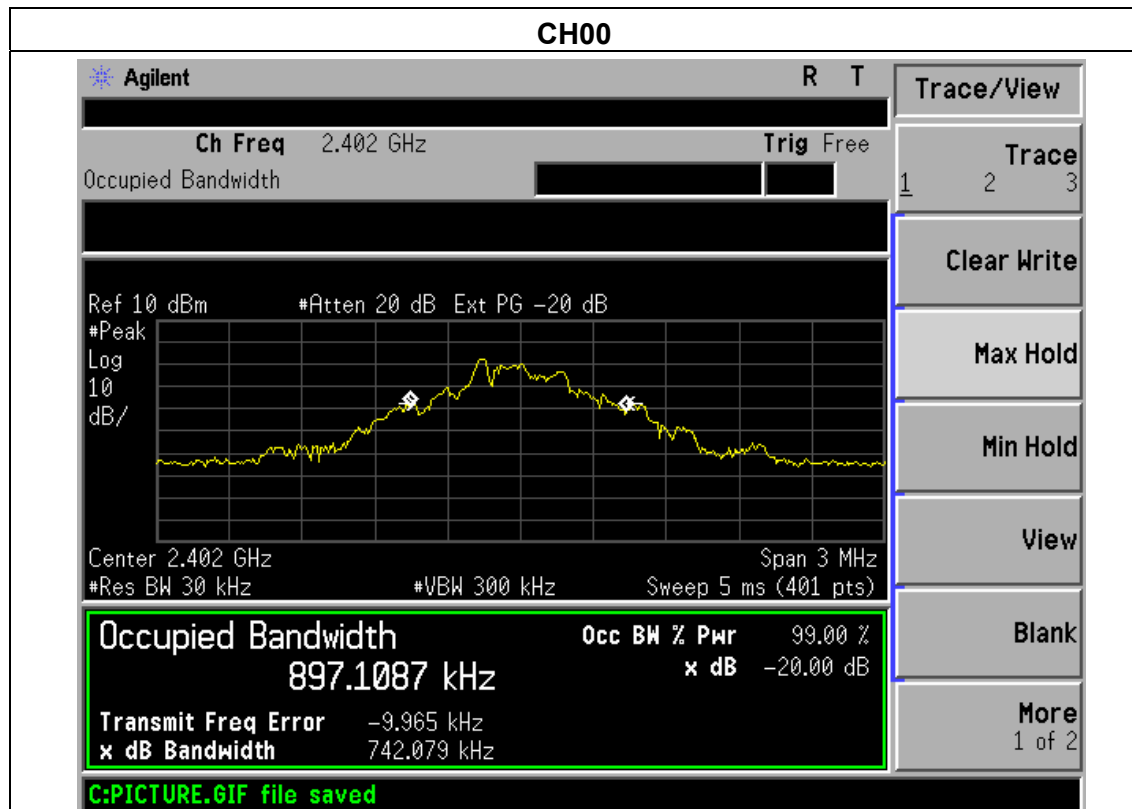 CH00
Agilent R T
Ch Freq 2.402 GHz Trig Free
Occupied Bandwidth
Ref 10 dBm #Atten 20 dB Ext PG -20 dB
#Peak
Log
10
dB/
Center 2.402 GHz Span 3 MHz
#Res BW 30 kHz #VBW 300 kHz Sweep 5 ms (401 pts)
Occupied Bandwidth Occ BW % Pwr 99.00 %
897.1087 kHz x dB -20.00 dB
Transmit Freq Error -9.965 kHz
x dB Bandwidth 742.079 kHz
C:PICTURE.GIF file saved
Trace/View
Trace
1 2 3
Clear Write
Max Hold
Min Hold
View
Blank
More
1 of 2